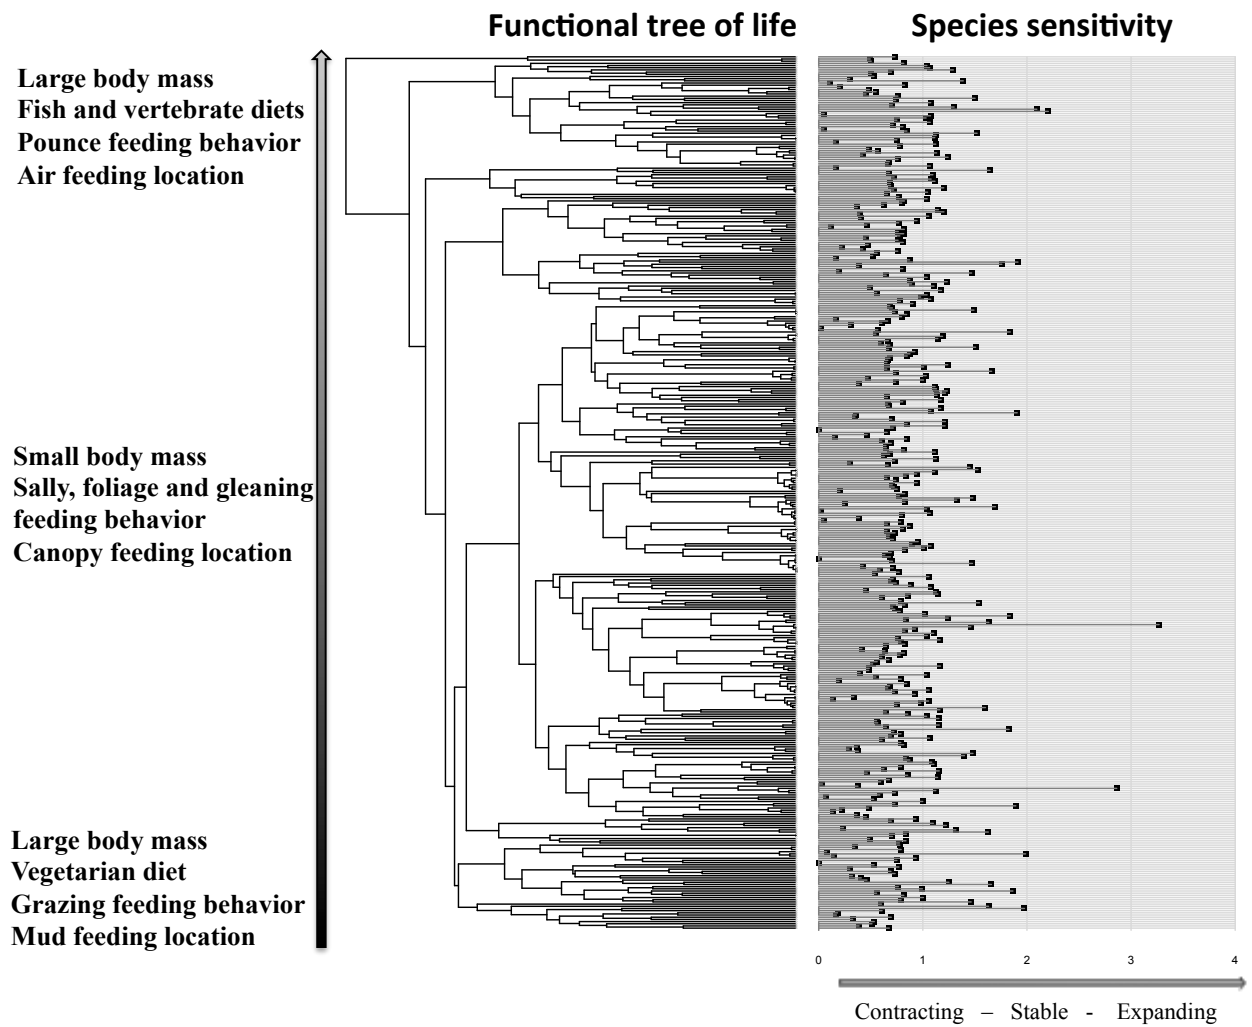 Functional tree of life
Species sensitivity
Large body mass
Fish and vertebrate diets
Pounce feeding behavior
Air feeding location
Small body mass
Sally, foliage and gleaning
feeding behavior
Canopy feeding location
Large body mass
Vegetarian diet
Grazing feeding behavior
Mud feeding location
0 1 2 3 4
Contracting – Stable - Expanding